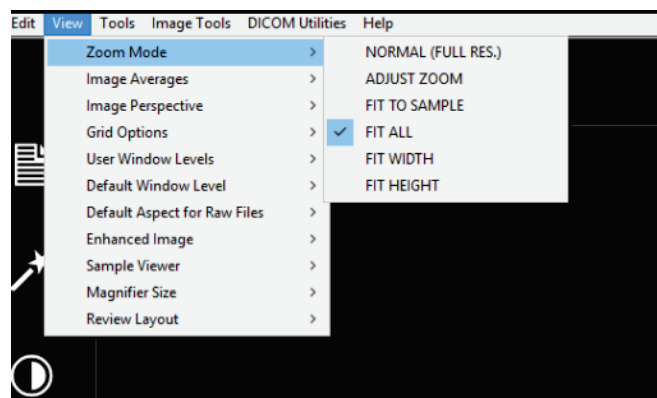 Edit View Tools Image Tools DICOM Utilities Help
Zoom Mode >
Image Averages >
Image Perspective >
Grid Options >
User Window Levels >
Default Window Level >
Default Aspect for Raw Files >
Enhanced Image >
Sample Viewer >
Magnifier Size >
Review Layout >
NORMAL (FULL RES.)
ADJUST ZOOM
FIT TO SAMPLE
✓ FIT ALL
FIT WIDTH
FIT HEIGHT